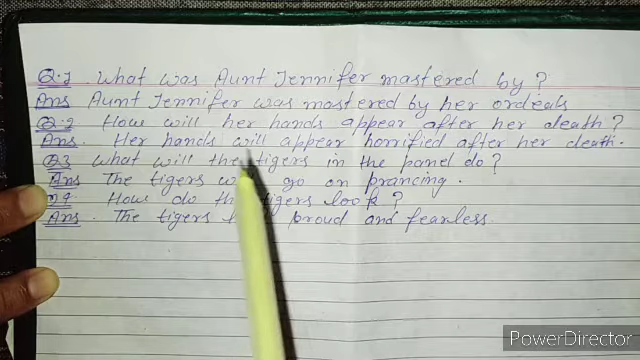 Q.1 What was Aunt Jennifer mastered by?
Ans Aunt Jennifer was mastered by her ordeals
Q.2 How will her hands appear after her death?
Ans. Her hands will appear horrified after her death.
Q3 What will the tigers in the panel do?
Ans The tigers go on prancing.
Q4 How do the tigers look?
Ans. The tigers proud and fearless.
PowerDirector